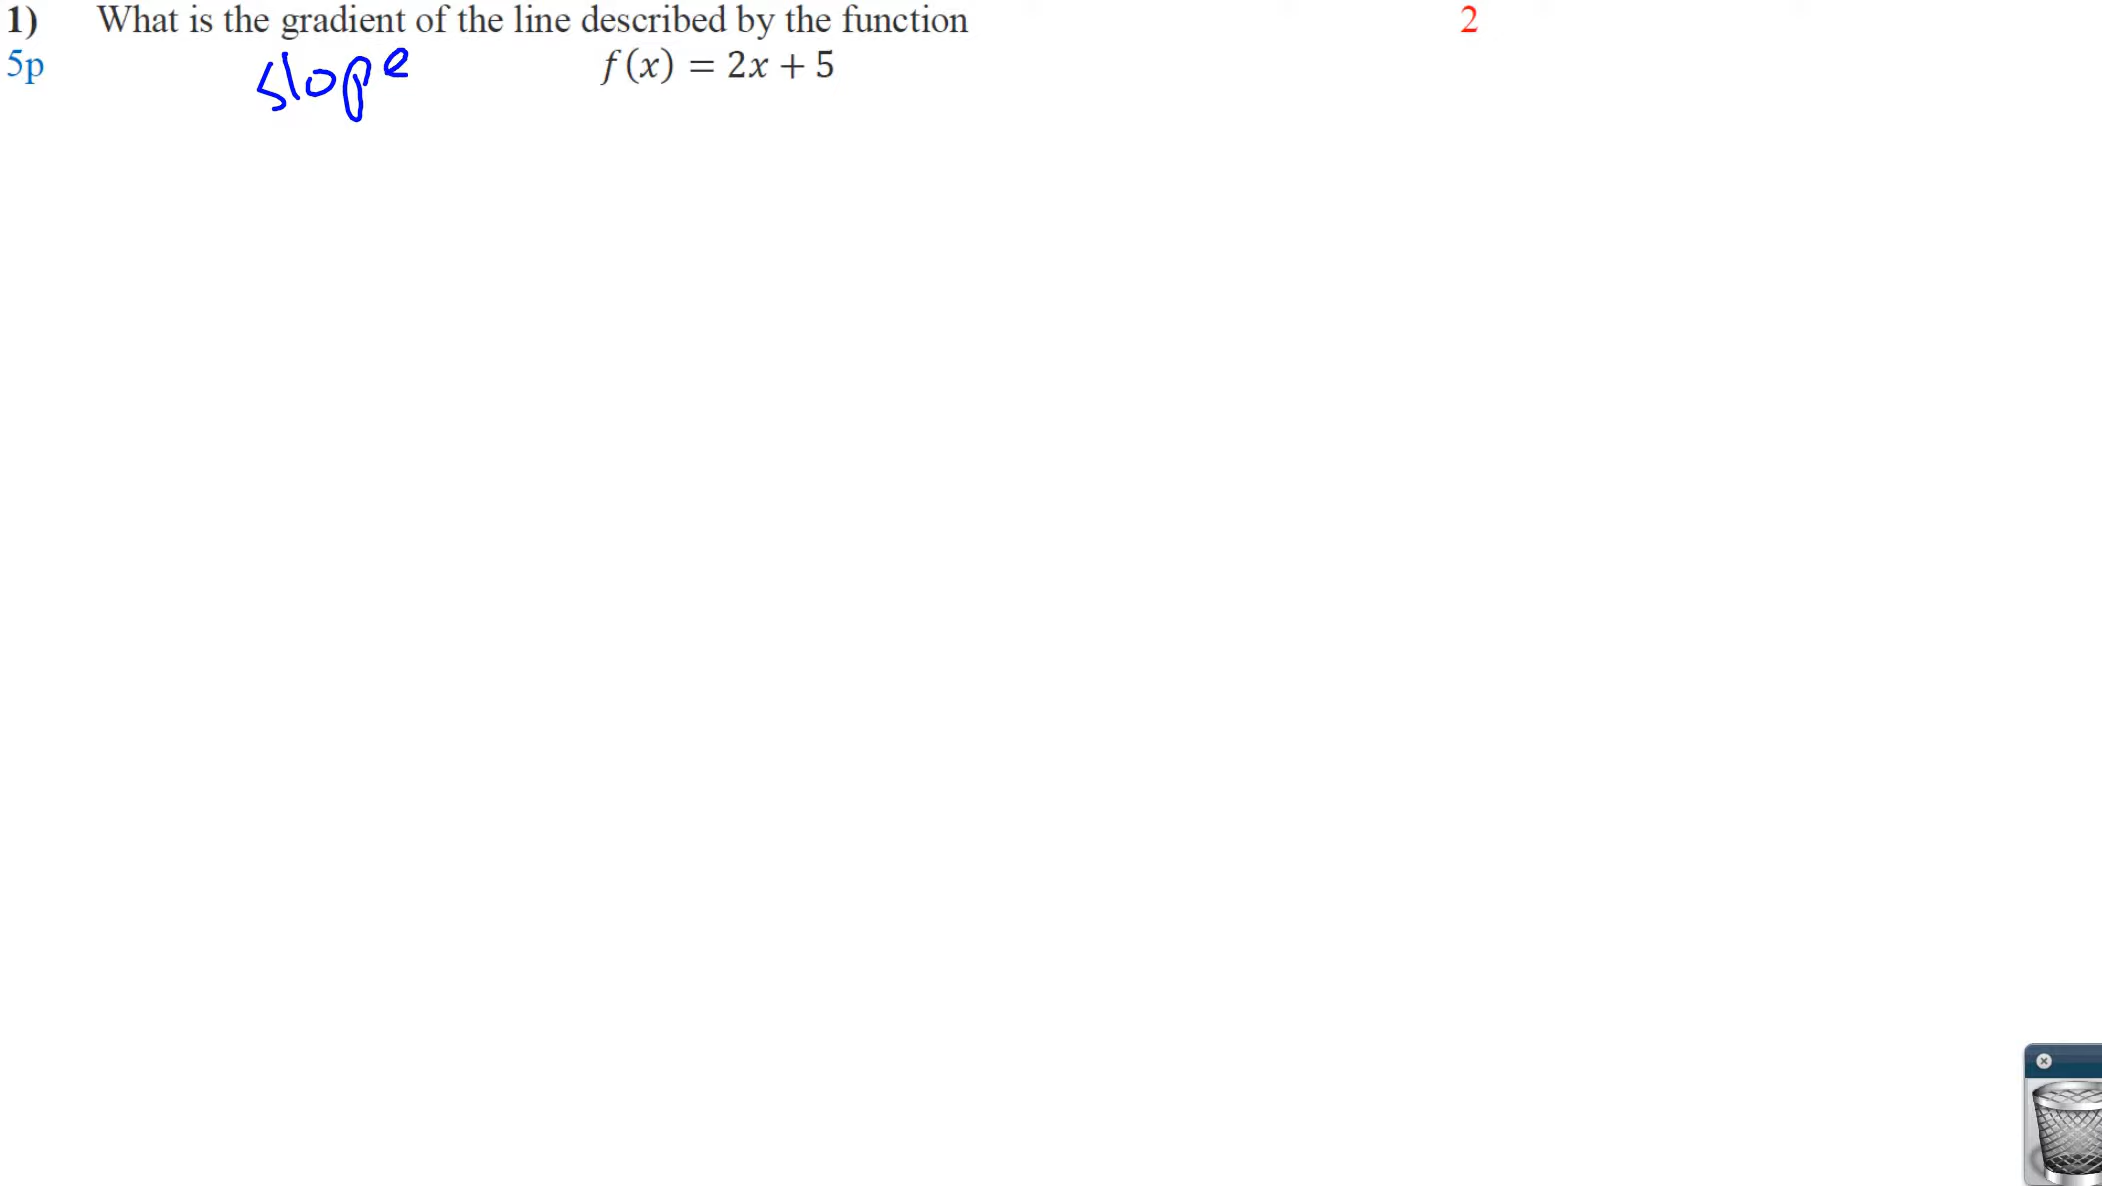 1) What is the gradient of the line described by the function 2
5p slope f(x) = 2x + 5